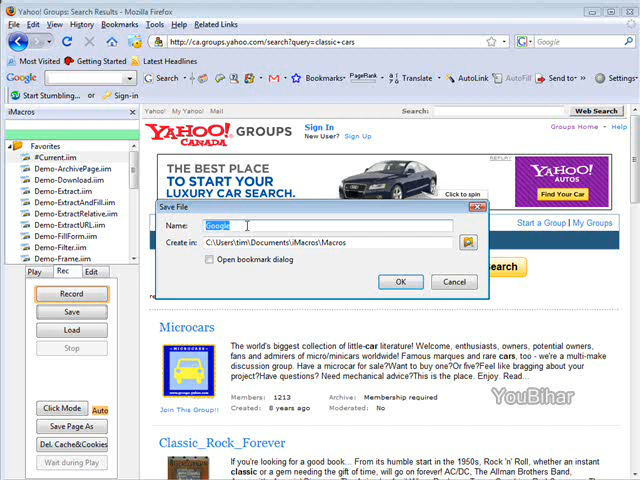 Yahoo! Groups: Search Results - Mozilla Firefox
File Edit View History Bookmarks Tools Help Related Links
http://ca.groups.yahoo.com/search?query=classic+cars
Google
Most Visited Getting Started Latest Headlines
Google Search Bookmarks PageRank Translate AutoLink AutoFill Send to Settings
Start Stumbling... Sign-in
iMacros
Favorites
#Current.iim
Demo-ArchivePage.iim
Demo-Download.iim
Demo-Extract.iim
Demo-ExtractAndFill.iim
Demo-ExtractRelative.iim
Demo-ExtractURL.iim
Demo-FillForm.iim
Demo-Filter.iim
Demo-Frame.iim
Play Rec Edit
Record
Save
Load
Stop
Click Mode Auto
Save Page As
Del. Cache&Cookies
Wait during Play
Yahoo! My Yahoo! Mail
Search: Web Search
YAHOO! GROUPS
CANADA
Sign In
New User? Sign Up
Groups Home - Help
THE BEST PLACE
TO START YOUR
LUXURY CAR SEARCH.
REPLAY
Click to spin
YAHOO!
AUTOS
Find Your Car
Start a Group | My Groups
Search
Save File
Name: Google
Create in: C:\Users\tim\Documents\iMacros\Macros
Open bookmark dialog
OK Cancel
Microcars
The world's biggest collection of little-car literature! Welcome, enthusiasts, owners, potential owners,
fans and admirers of micro/minicars worldwide! Famous marques and rare cars, too - we're a multi-make
discussion group. Have a microcar for sale? Want to buy one? Or five? Feel like bragging about your
project? Have questions? Need mechanical advice? This is the place. Enjoy. Read...
MICROCARS
Members: 1213 Archive: Membership required
Created: 8 years ago Moderated: No
Join This Group!
YouBihar
Classic_Rock_Forever
If you're looking for a good book... From its humble start in the 1950s, Rock 'n' Roll, whether an instant
classic or a gem needing the gift of time, will go on forever! AC/DC, The Allman Brothers Band,